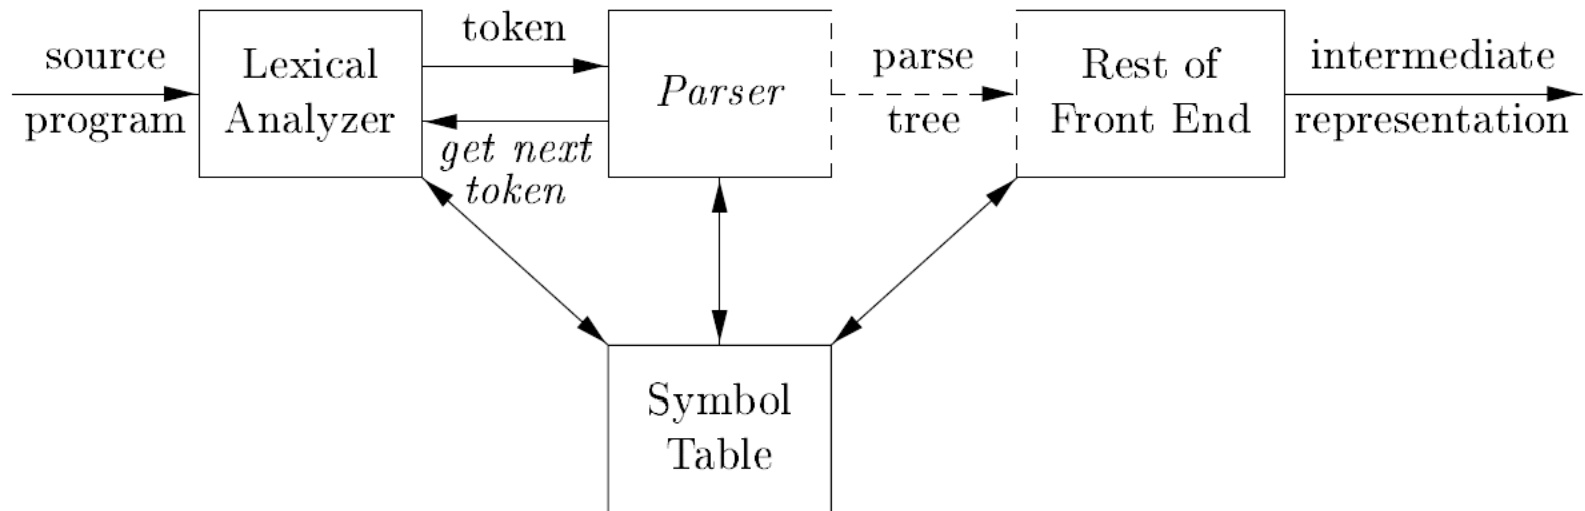 source
program
Lexical
Analyzer
token
get next
token
Parser
parse
tree
Rest of
Front End
intermediate
representation
Symbol
Table